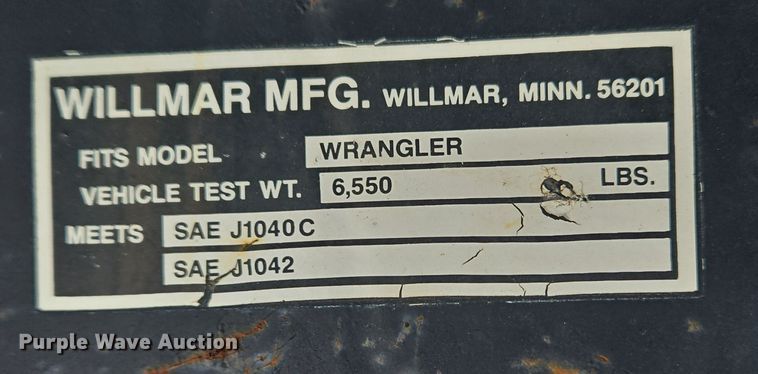 WILLMAR MFG. WILLMAR, MINN. 56201
FITS MODEL WRANGLER
VEHICLE TEST WT. 6,550 LBS.
MEETS SAE J1040C
SAE J1042
Purple Wave Auction